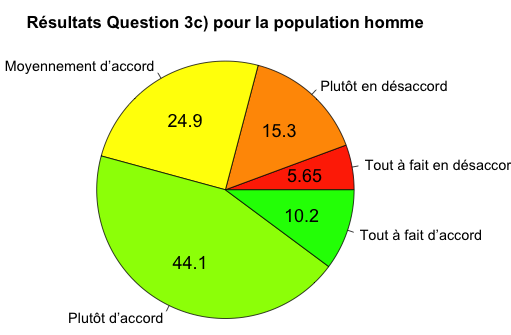 Résultats Question 3c) pour la population homme
Moyennement d'accord
Plutôt en désaccord
24.9
15.3
Tout à fait en désaccor
5.65
10.2
Tout à fait d'accord
44.1
Plutôt d'accord